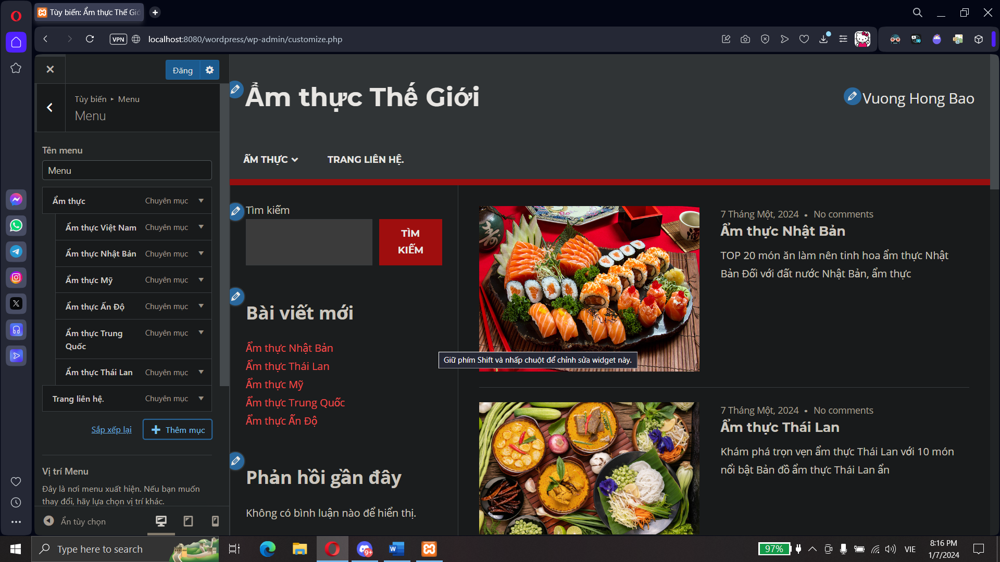 Tùy biến: Ẩm thực Thế Giớ
VPN
localhost:8080/wordpress/wp-admin/customize.php
Đăng
Tùy biến ▸ Menu
Menu
Tên menu
Menu
Ẩm thực Chuyên mục
Ẩm thực Việt Nam Chuyên mục
Ẩm thực Nhật Bản Chuyên mục
Ẩm thực Mỹ Chuyên mục
Ẩm thực Ấn Độ Chuyên mục
Ẩm thực Trung Chuyên mục
Quốc
Ẩm thực Thái Lan Chuyên mục
Trang liên hệ. Chuyên mục
Sắp xếp lại
Thêm mục
Vị trí Menu
Đây là nơi menu xuất hiện. Nếu bạn muốn
thay đổi, hãy lựa chọn vị trí khác.
Ẩn tùy chọn
Ẩm thực Thế Giới
Vuong Hong Bao
ẨM THỰC
TRANG LIÊN HỆ.
Tìm kiếm
TÌM
KIẾM
Bài viết mới
Ẩm thực Nhật Bản
Ẩm thực Thái Lan
Ẩm thực Mỹ
Ẩm thực Trung Quốc
Ẩm thực Ấn Độ
Phản hồi gần đây
Không có bình luận nào để hiển thị.
Giữ phím Shift và nhấp chuột để chỉnh sửa widget này.
7 Tháng Một, 2024 • No comments
Ẩm thực Nhật Bản
TOP 20 món ăn làm nên tinh hoa ẩm thực Nhật
Bản Đối với đất nước Nhật Bản, ẩm thực
7 Tháng Một, 2024 • No comments
Ẩm thực Thái Lan
Khám phá trọn vẹn ẩm thực Thái Lan với 10 món
nổi bật Bản đồ ẩm thực Thái Lan ẩn
Type here to search
9+
97%
VIE
8:16 PM
1/7/2024